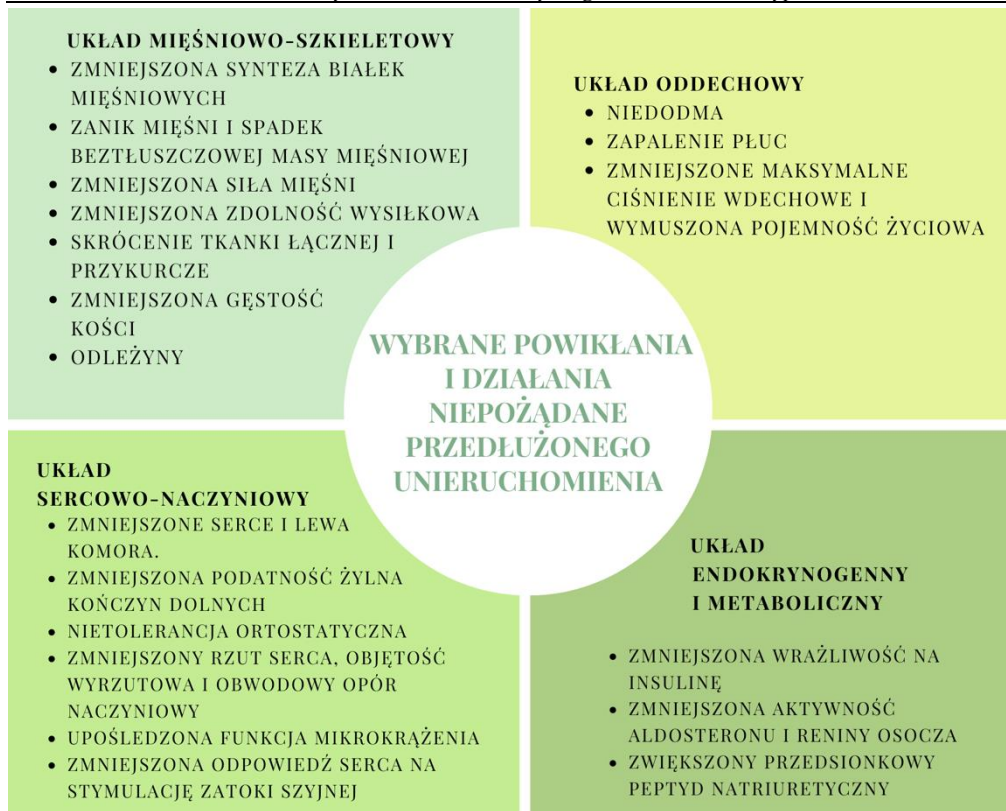 UKŁAD MIĘŚNIOWO-SZKIELETOWY
• ZMNIEJSZONA SYNTEZA BIAŁEK
MIĘŚNIOWYCH
• ZANIK MIĘŚNI I SPADEK
BEZTŁUSZCZOWEJ MASY MIĘŚNIOWEJ
• ZMNIEJSZONA SIŁA MIĘŚNI
• ZMNIEJSZONA ZDOLNOŚĆ WYSIŁKOWA
• SKRÓCENIE TKANKI ŁĄCZNEJ I
PRZYKURCZE
• ZMNIEJSZONA GĘSTOŚĆ
KOŚCI
• ODLEŻYNY
UKŁAD ODDECHOWY
• NIEDODMA
• ZAPALENIE PŁUC
• ZMNIEJSZONE MAKSYMALNE
CIŚNIENIE WDECHOWE I
WYMUSZONA POJEMNOŚĆ ŻYCIOWA
WYBRANE POWIKŁANIA
I DZIAŁANIA
NIEPOŻĄDANE
PRZEDŁUŻONEGO
UNIERUCHOMIENIA
UKŁAD
SERCOWO-NACZYNIOWY
• ZMNIEJSZONE SERCE I LEWA
KOMORA.
• ZMNIEJSZONA PODATNOŚĆ ŻYLNA
KOŃCZYN DOLNYCH
• NIETOLERANCJA ORTOSTATYCZNA
• ZMNIEJSZONY RZUT SERCA, OBJĘTOŚĆ
WYRZUTOWA I OBWODOWY OPÓR
NACZYNIOWY
• UPOŚLEDZONA FUNKCJA MIKROKRĄŻENIA
• ZMNIEJSZONA ODPOWIEDŹ SERCA NA
STYMULACJĘ ZATOKI SZYJNEJ
UKŁAD
ENDOKRYNOGENNY
I METABOLICZNY
• ZMNIEJSZONA WRAŻLIWOŚĆ NA
INSULINĘ
• ZMNIEJSZONA AKTYWNOŚĆ
ALDOSTERONU I RENINY OSOCZA
• ZWIĘKSZONY PRZEDSIONKOWY
PEPTYD NATRIURETYCZNY